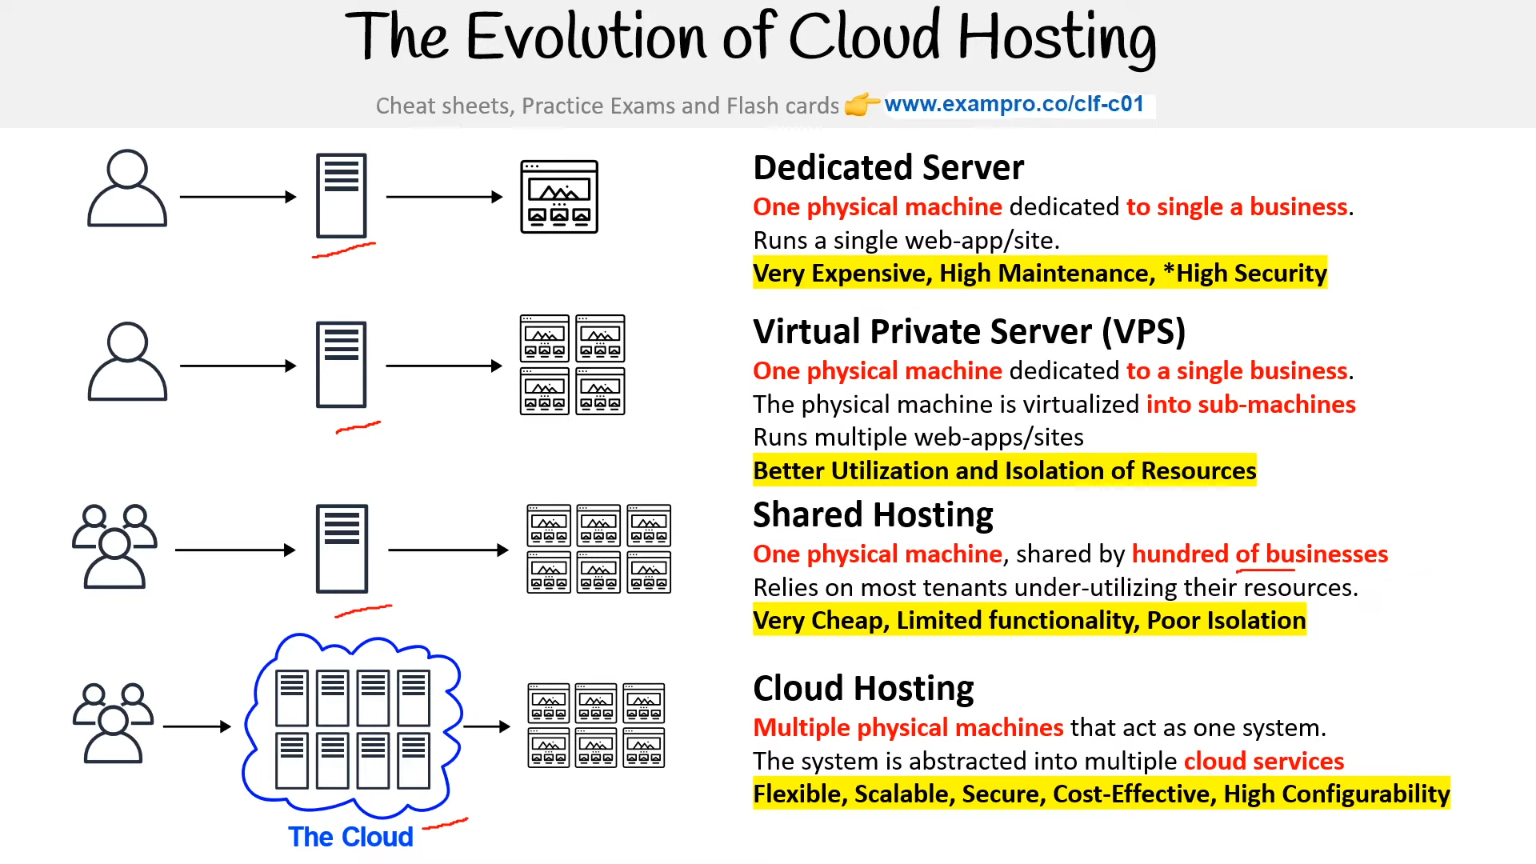 The Evolution of Cloud Hosting
Cheat sheets, Practice Exams and Flash cards 👉 www.exampro.co/clf-c01
Dedicated Server
One physical machine dedicated to single a business.
Runs a single web-app/site.
Very Expensive, High Maintenance, *High Security
Virtual Private Server (VPS)
One physical machine dedicated to a single business.
The physical machine is virtualized into sub-machines
Runs multiple web-apps/sites
Better Utilization and Isolation of Resources
Shared Hosting
One physical machine, shared by hundred of businesses
Relies on most tenants under-utilizing their resources.
Very Cheap, Limited functionality, Poor Isolation
Cloud Hosting
Multiple physical machines that act as one system.
The system is abstracted into multiple cloud services
Flexible, Scalable, Secure, Cost-Effective, High Configurability
The Cloud